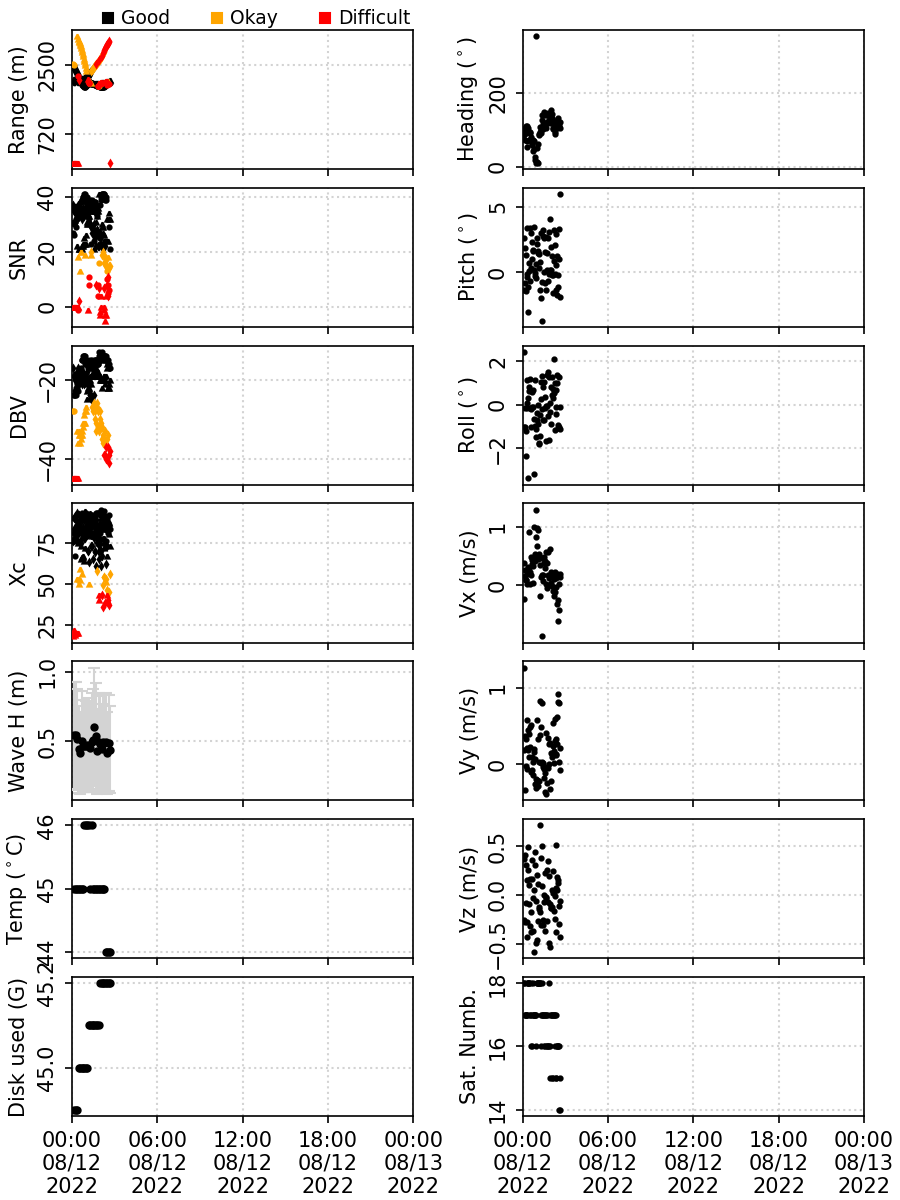 Good Okay Difficult
Range (m)
2500
720
Heading (°)
200
0
SNR
40
20
0
Pitch (°)
5
0
DBV
−20
−40
Roll (°)
2
0
−2
Xc
75
50
25
Vx (m/s)
1
0
Wave H (m)
1.0
0.5
Vy (m/s)
1
0
Temp (°C)
46
45
44
Vz (m/s)
0.5
0.0
−0.5
Disk used (G)
45.2
45.0
Sat. Numb.
18
16
14
00:00 06:00 12:00 18:00 00:00 00:00 06:00 12:00 18:00 00:00
08/12 08/12 08/12 08/12 08/13 08/12 08/12 08/12 08/12 08/13
2022 2022 2022 2022 2022 2022 2022 2022 2022 2022